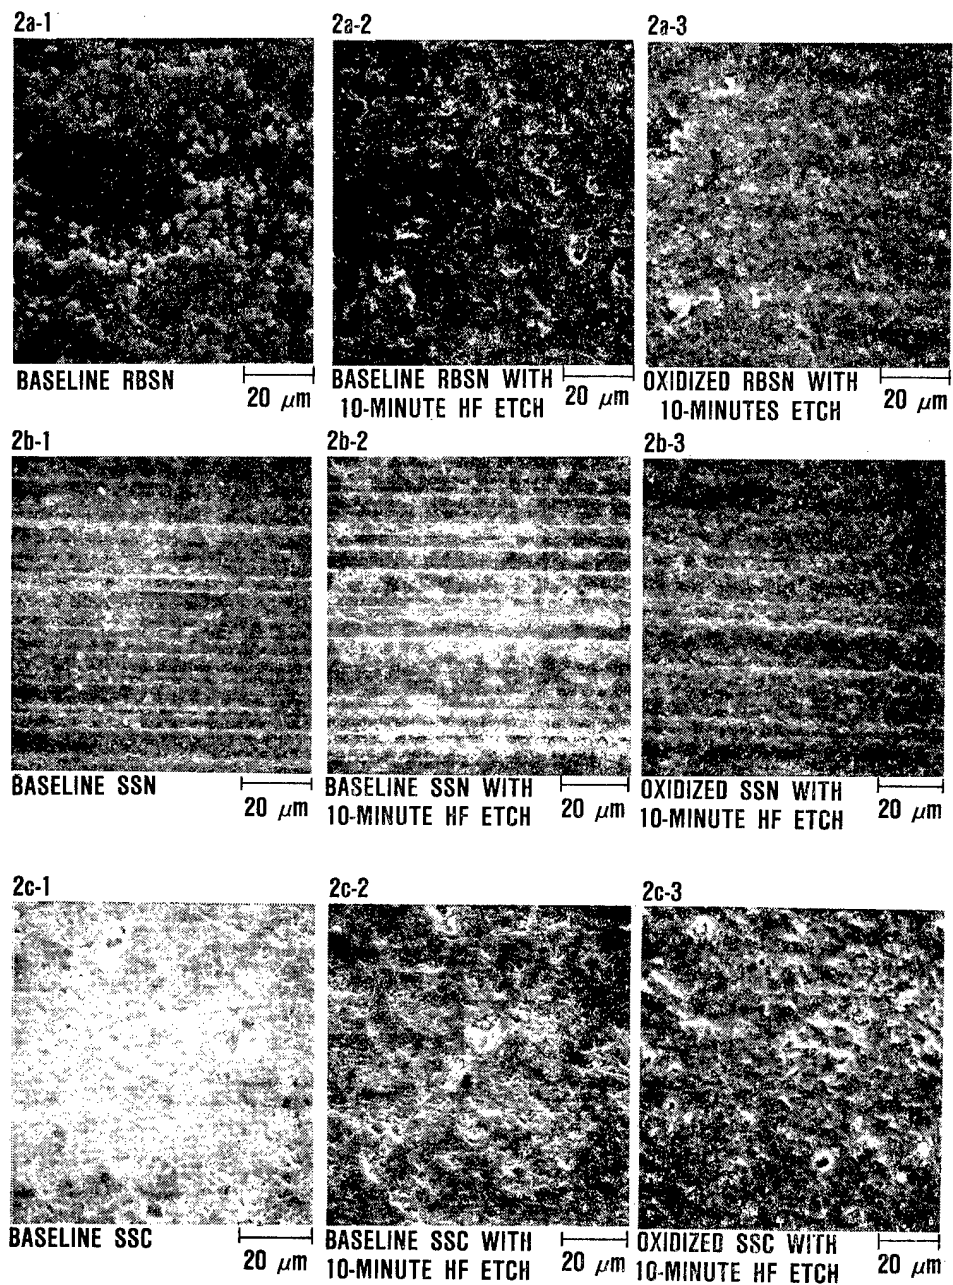 2a-1
2a-2
2a-3
BASELINE RBSN
20 μm
BASELINE RBSN WITH
10-MINUTE HF ETCH
20 μm
OXIDIZED RBSN WITH
10-MINUTES ETCH
20 μm
2b-1
2b-2
2b-3
BASELINE SSN
20 μm
BASELINE SSN WITH
10-MINUTE HF ETCH
20 μm
OXIDIZED SSN WITH
10-MINUTE HF ETCH
20 μm
2c-1
2c-2
2c-3
BASELINE SSC
20 μm
BASELINE SSC WITH
10-MINUTE HF ETCH
20 μm
OXIDIZED SSC WITH
10-MINUTE HF ETCH
20 μm